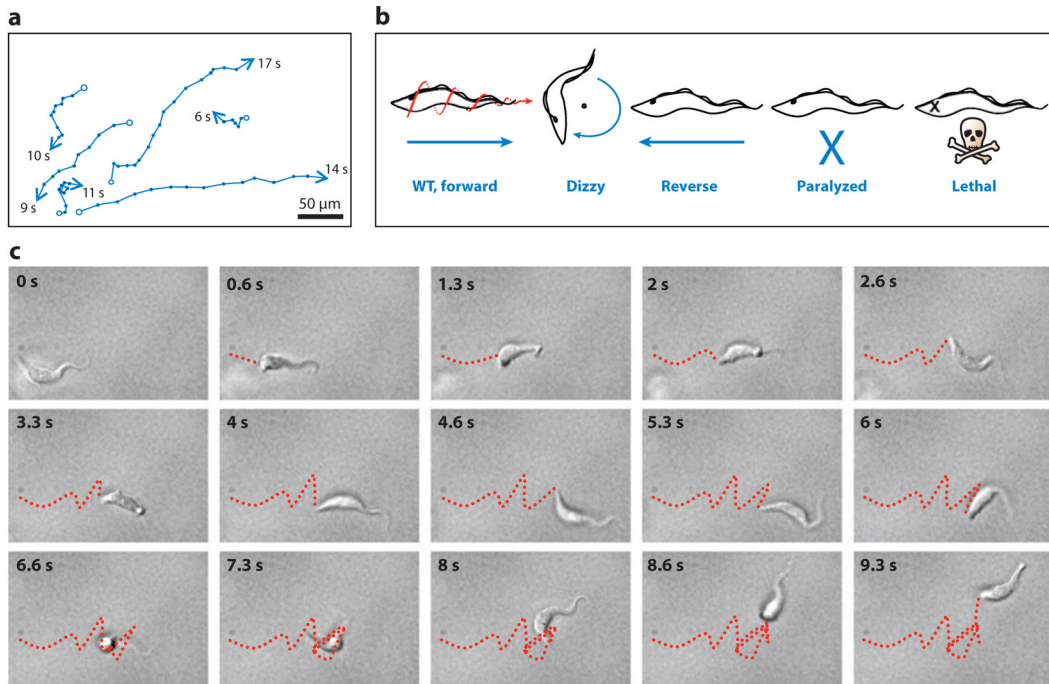 a
17 s
6 s
10 s
14 s
11 s
9 s
50 µm
b
X
X
WT, forward
Dizzy
Reverse
Paralyzed
Lethal
c
0 s
0.6 s
1.3 s
2 s
2.6 s
3.3 s
4 s
4.6 s
5.3 s
6 s
6.6 s
7.3 s
8 s
8.6 s
9.3 s